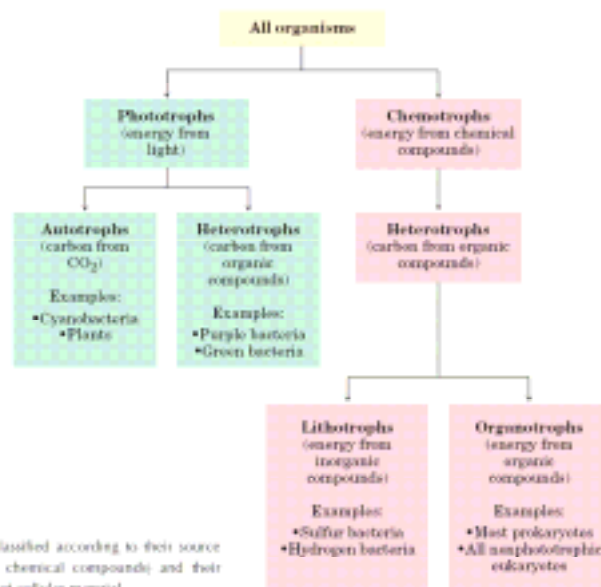 All organisms
Phototrophs
(energy from
light)
Chemotrophs
(energy from chemical
compounds)
Autotrophs
(carbon from
CO₂)
Examples:
•Cyanobacteria
•Plants
Heterotrophs
(carbon from
organic
compounds)
Examples:
•Purple bacteria
•Green bacteria
Heterotrophs
(carbon from organic
compounds)
Lithotrophs
(energy from
inorganic
compounds)
Examples:
•Sulfur bacteria
•Hydrogen bacteria
Organotrophs
(energy from
organic
compounds)
Examples:
•Most prokaryotes
•All nonphototrophic
eukaryotes
classified according to their source
chemical compounds) and their
cellular material